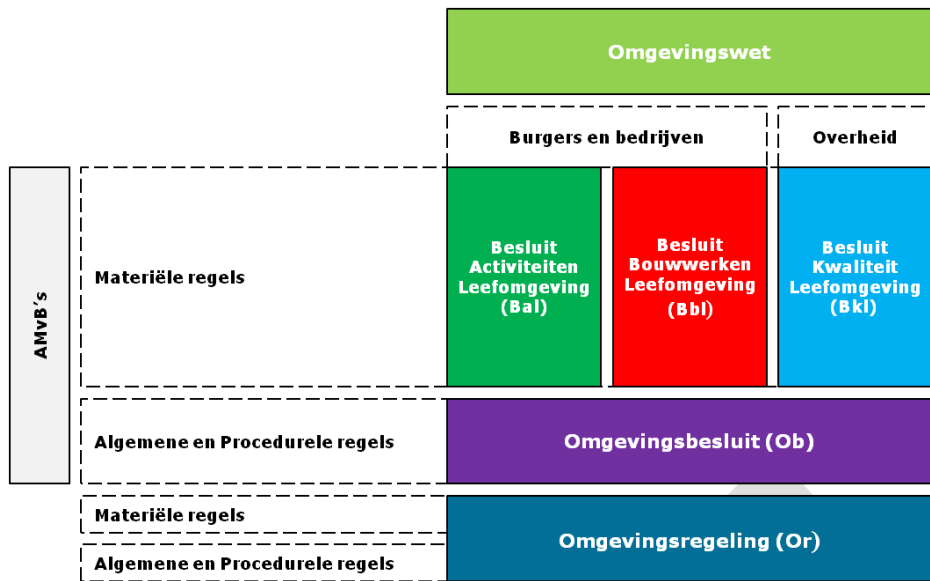 Omgevingswet
Burgers en bedrijven
Overheid
AMvB's
Materiële regels
Besluit
Activiteiten
Leefomgeving
(Bal)
Besluit
Bouwwerken
Leefomgeving
(Bbl)
Besluit
Kwaliteit
Leefomgeving
(Bkl)
Algemene en Procedurele regels
Omgevingsbesluit (Ob)
Materiële regels
Omgevingsregeling (Or)
Algemene en Procedurele regels